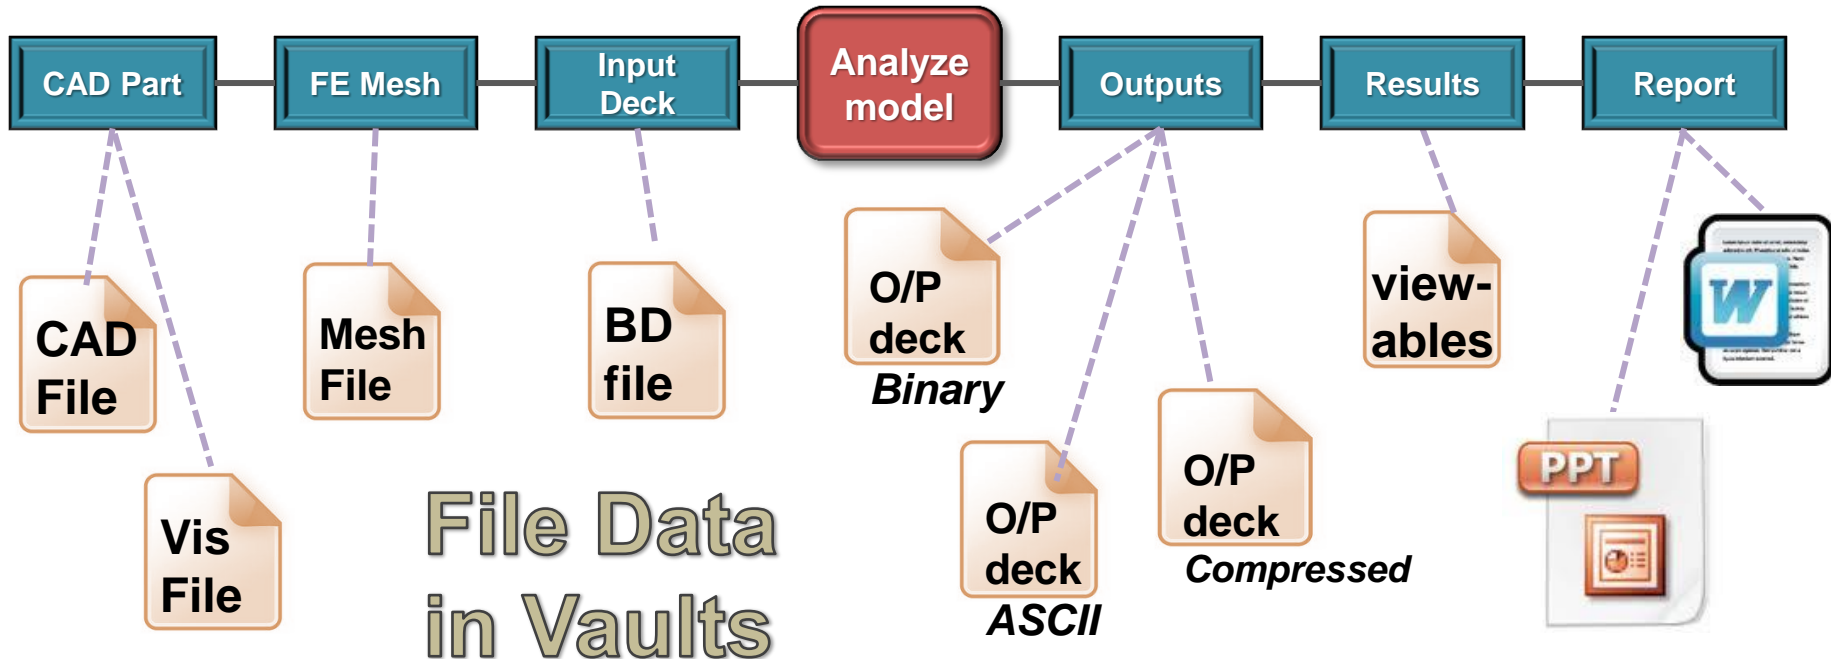 CAD Part
FE Mesh
Input
Deck
Analyze
model
Outputs
Results
Report
CAD
File
Vis
File
Mesh
File
BD
file
O/P
deck
Binary
O/P
deck
ASCII
O/P
deck
Compressed
view-
ables
W
PPT
File Data
in Vaults